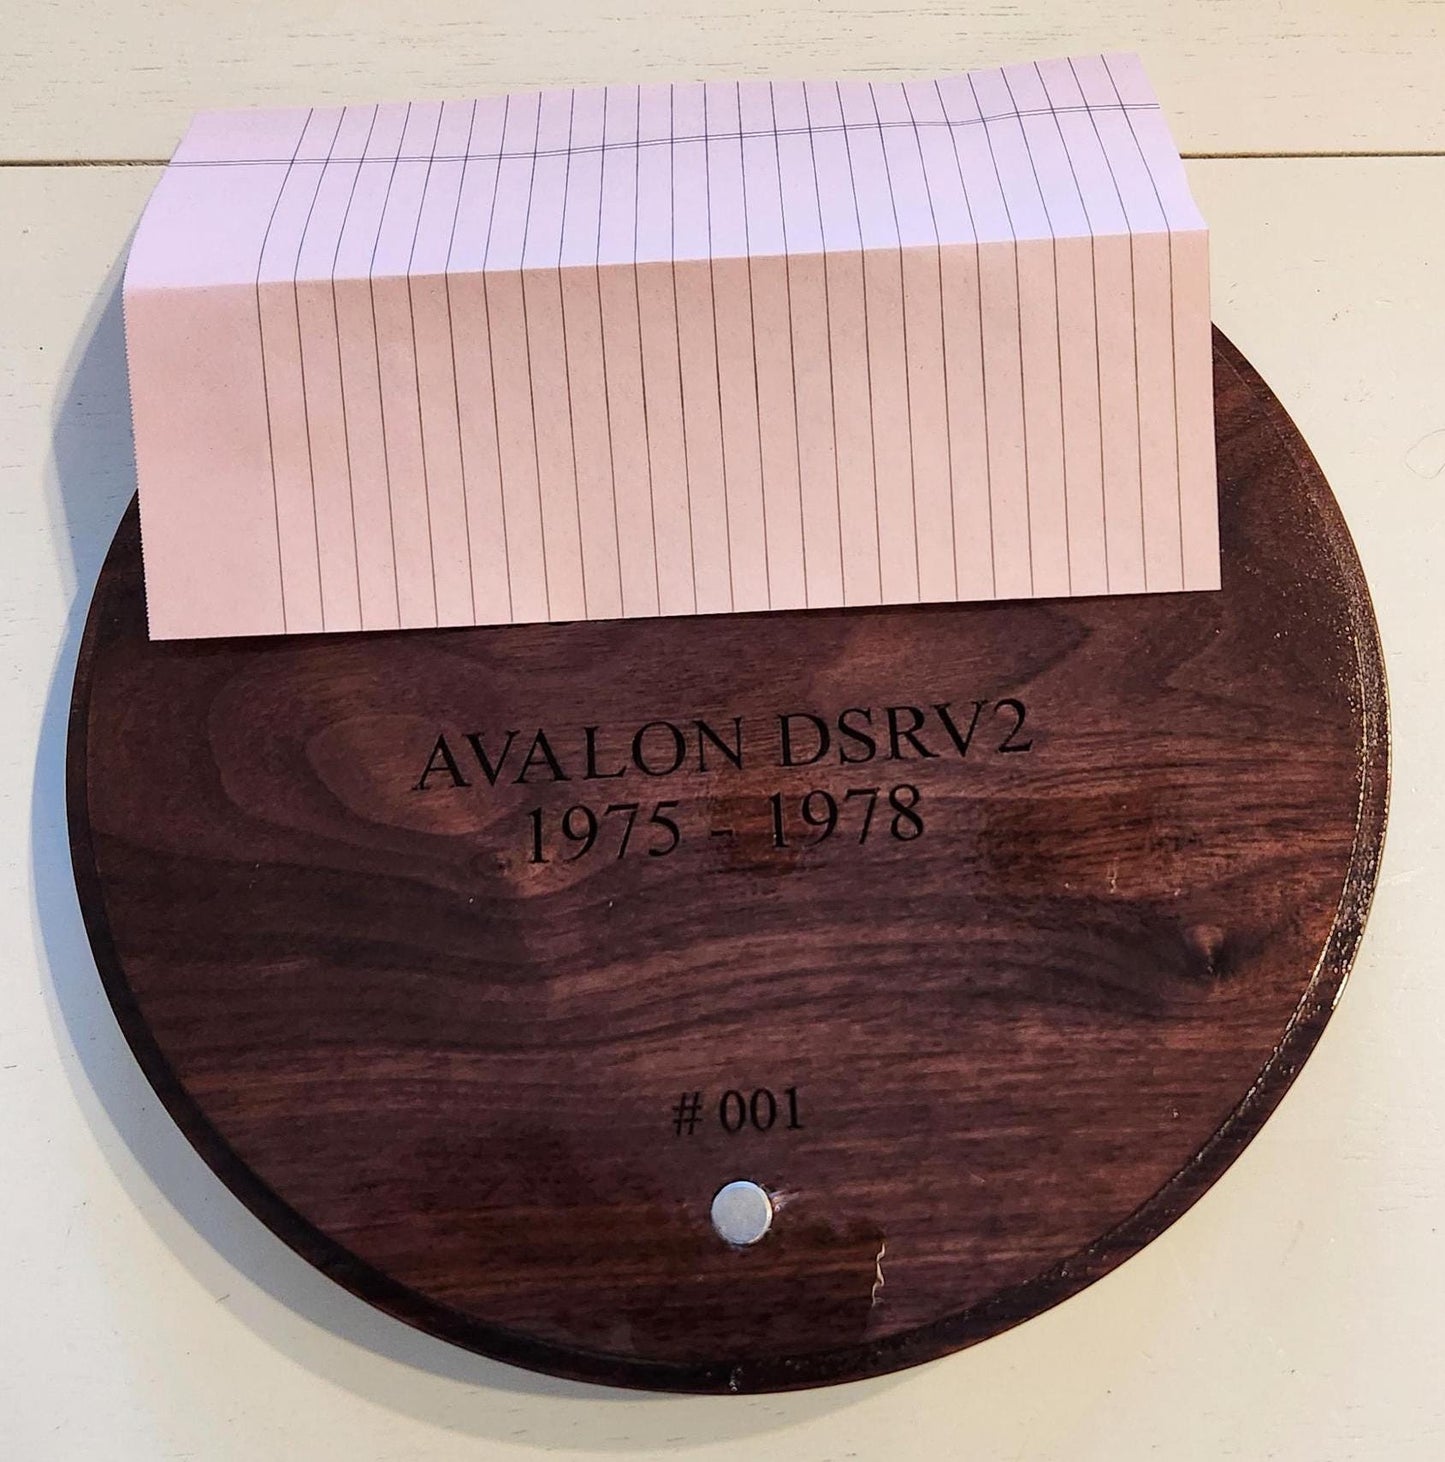 AVALON DSRV2
1975 - 1978
# 001